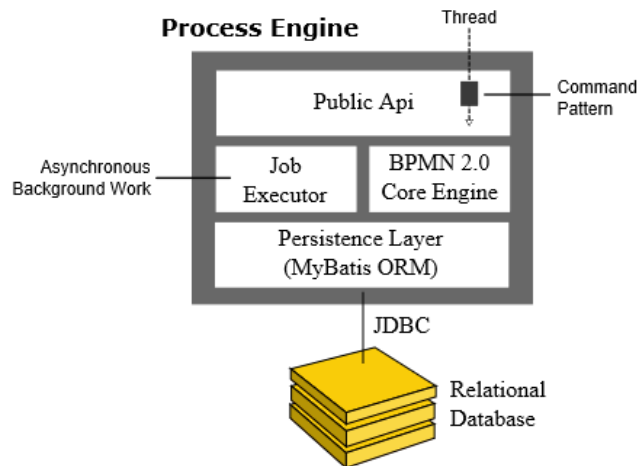 Process Engine
Thread
Public Api
Command
Pattern
Asynchronous
Background Work
Job
Executor
BPMN 2.0
Core Engine
Persistence Layer
(MyBatis ORM)
JDBC
Relational
Database